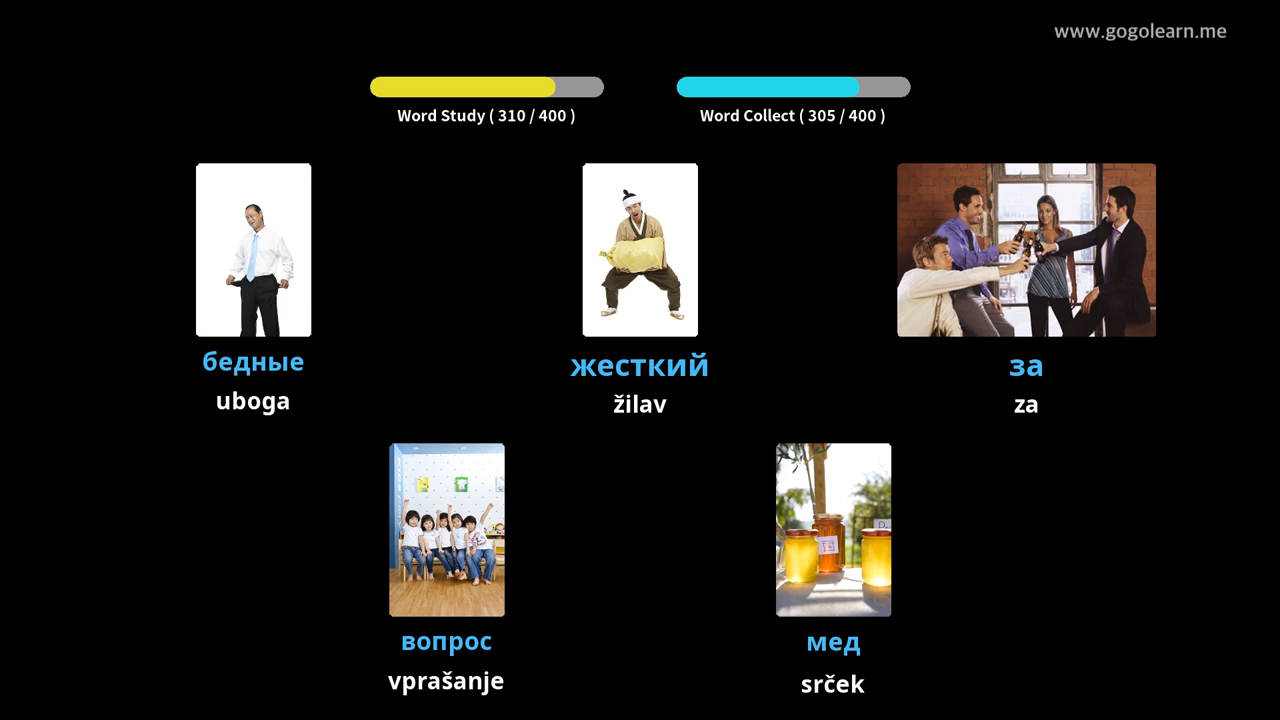 www.gogolearn.me
Word Study ( 310 / 400 )
Word Collect ( 305 / 400 )
бедные
uboga
жесткий
žilav
за
za
вопрос
vprašanje
мед
srček